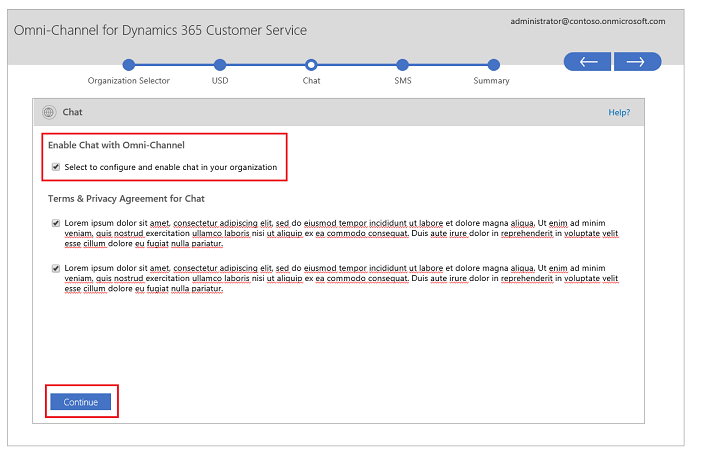 administrator@contoso.onmicrosoft.com
Omni-Channel for Dynamics 365 Customer Service
Organization Selector
USD
Chat
SMS
Summary
Chat
Help?
Enable Chat with Omni-Channel
Select to configure and enable chat in your organization
Terms & Privacy Agreement for Chat
Lorem ipsum dolor sit amet, consectetur adipiscing elit, sed do eiusmod tempor incididunt ut labore et dolore magna aliqua. Ut enim ad minim
veniam, quis nostrud exercitation ullamco laboris nisi ut aliquip ex ea commodo consequat. Duis aute irure dolor in reprehenderit in voluptate velit
esse cillum dolore eu fugiat nulla pariatur.
Lorem ipsum dolor sit amet, consectetur adipiscing elit, sed do eiusmod tempor incididunt ut labore et dolore magna aliqua. Ut enim ad minim
veniam, quis nostrud exercitation ullamco laboris nisi ut aliquip ex ea commodo consequat. Duis aute irure dolor in reprehenderit in voluptate velit
esse cillum dolore eu fugiat nulla pariatur.
Continue